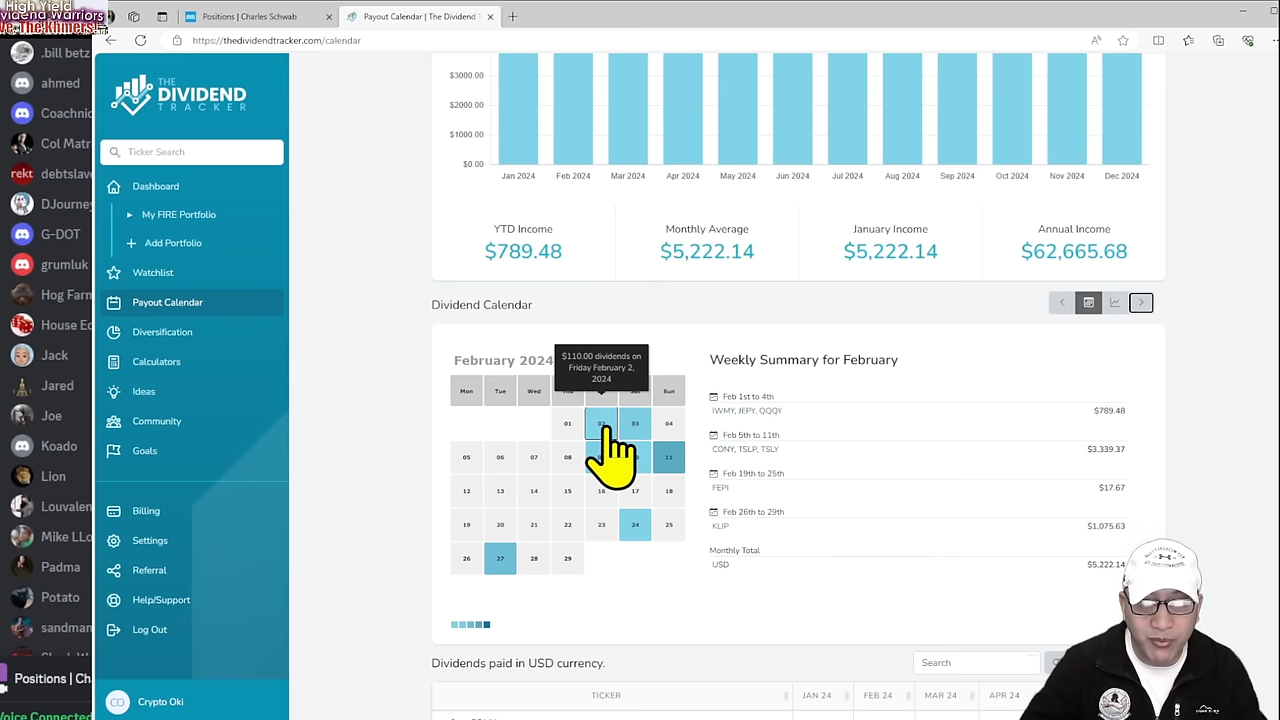 High Yield
vidend Warriors
Positions | Charles Schwab
Payout Calendar | The Dividend
https://thedividendtracker.com/calendar
.bill betz
ahmed
Coachnic
Col Matr
debtslave
DJourney
G-DOT
grumluk
Hog Farm
House Ed
Jack
Jared
Joe
Koado
Lion
Louvalen
Mike LLo
Padma
Potato
sandman
Positions | Ch
Voice Connected
THE
DIVIDEND
TRACKER
Ticker Search
Dashboard
My FIRE Portfolio
Add Portfolio
Watchlist
Payout Calendar
Diversification
Calculators
Ideas
Community
Goals
Billing
Settings
Referral
Help/Support
Log Out
CO Crypto Oki
$3000.00
$2000.00
$1000.00
$0.00
Jan 2024 Feb 2024 Mar 2024 Apr 2024 May 2024 Jun 2024 Jul 2024 Aug 2024 Sep 2024 Oct 2024 Nov 2024 Dec 2024
YTD Income Monthly Average January Income Annual Income
$789.48 $5,222.14 $5,222.14 $62,665.68
Dividend Calendar
February 2024
$110.00 dividends on
Friday February 2,
2024
Mon Tue Wed Sun
01 02 03 04
05 06 07 08 11
12 13 14 15 16 17 18
19 20 21 22 23 24 25
26 27 28 29
Weekly Summary for February
Feb 1st to 4th
IWMY, JEPY, QQQY $789.48
Feb 5th to 11th
CONY, TSLP, TSLY $3,339.37
Feb 19th to 25th
FEPI $17.67
Feb 26th to 29th
KLIP $1,075.63
Monthly Total
USD $5,222.14
Dividends paid in USD currency.
Search
TICKER JAN 24 FEB 24 MAR 24 APR 24